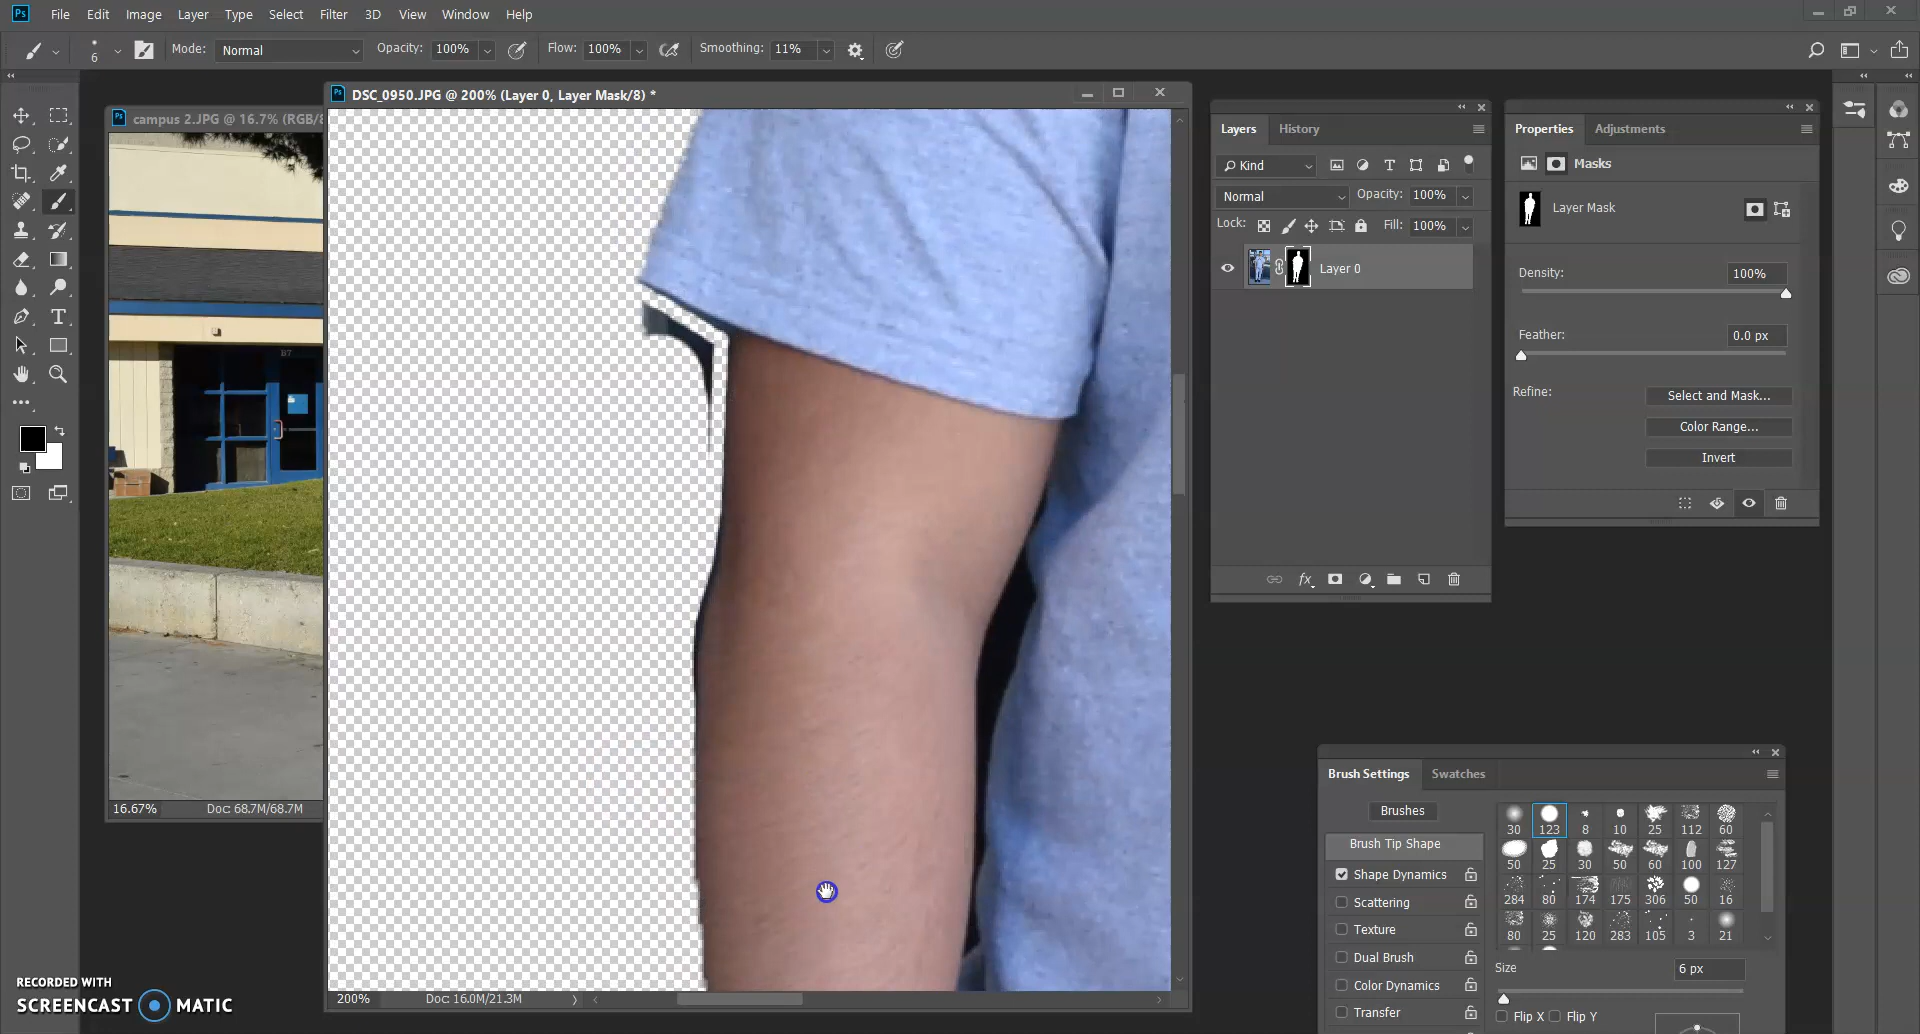 Ps File Edit Image Layer Type Select Filter 3D View Window Help
6 Mode: Normal Opacity: 100% Flow: 100% Smoothing: 11%
DSC_0950.JPG @ 200% (Layer 0, Layer Mask/8) *
campus 2.JPG @ 16.7% (RGB/8
B7
16.67% Doc: 68.7M/68.7M
200% Doc: 16.0M/21.3M
Layers History
Kind
Normal Opacity: 100%
Lock: Fill: 100%
Layer 0
fx
Properties Adjustments
Masks
Layer Mask
Density: 100%
Feather: 0.0 px
Refine: Select and Mask...
Color Range...
Invert
Brush Settings Swatches
Brushes
Brush Tip Shape
Shape Dynamics
Scattering
Texture
Dual Brush
Color Dynamics
Transfer
30 123 8 10 25 112 60
50 25 30 50 60 100 127
284 80 174 175 306 50 16
80 25 120 283 105 3 21
Size 6 px
Flip X Flip Y
RECORDED WITH
SCREENCAST MATIC